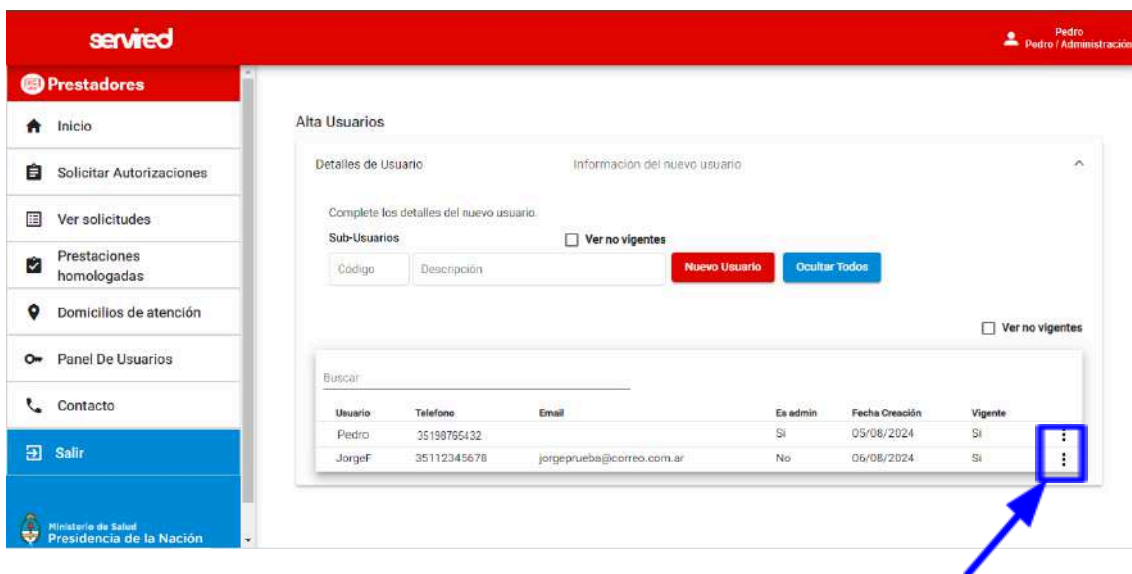 servired
Pedro
Pedro / Administración
Prestadores
Inicio
Solicitar Autorizaciones
Ver solicitudes
Prestaciones
homologadas
Domicilios de atención
Panel De Usuarios
Contacto
Salir
Ministerio de Salud
Presidencia de la Nación
Alta Usuarios
Detalles de Usuario Información del nuevo usuario
Complete los detalles del nuevo usuario.
Sub-Usuarios Ver no vigentes
Código Descripción Nuevo Usuario Ocultar Todos
Ver no vigentes
Buscar
Usuario Telefono Email Es admin Fecha Creación Vigente
Pedro 35198765432 Si 05/08/2024 Si
JorgeF 35112345678 jorgeprueba@correo.com.ar No 06/08/2024 Si